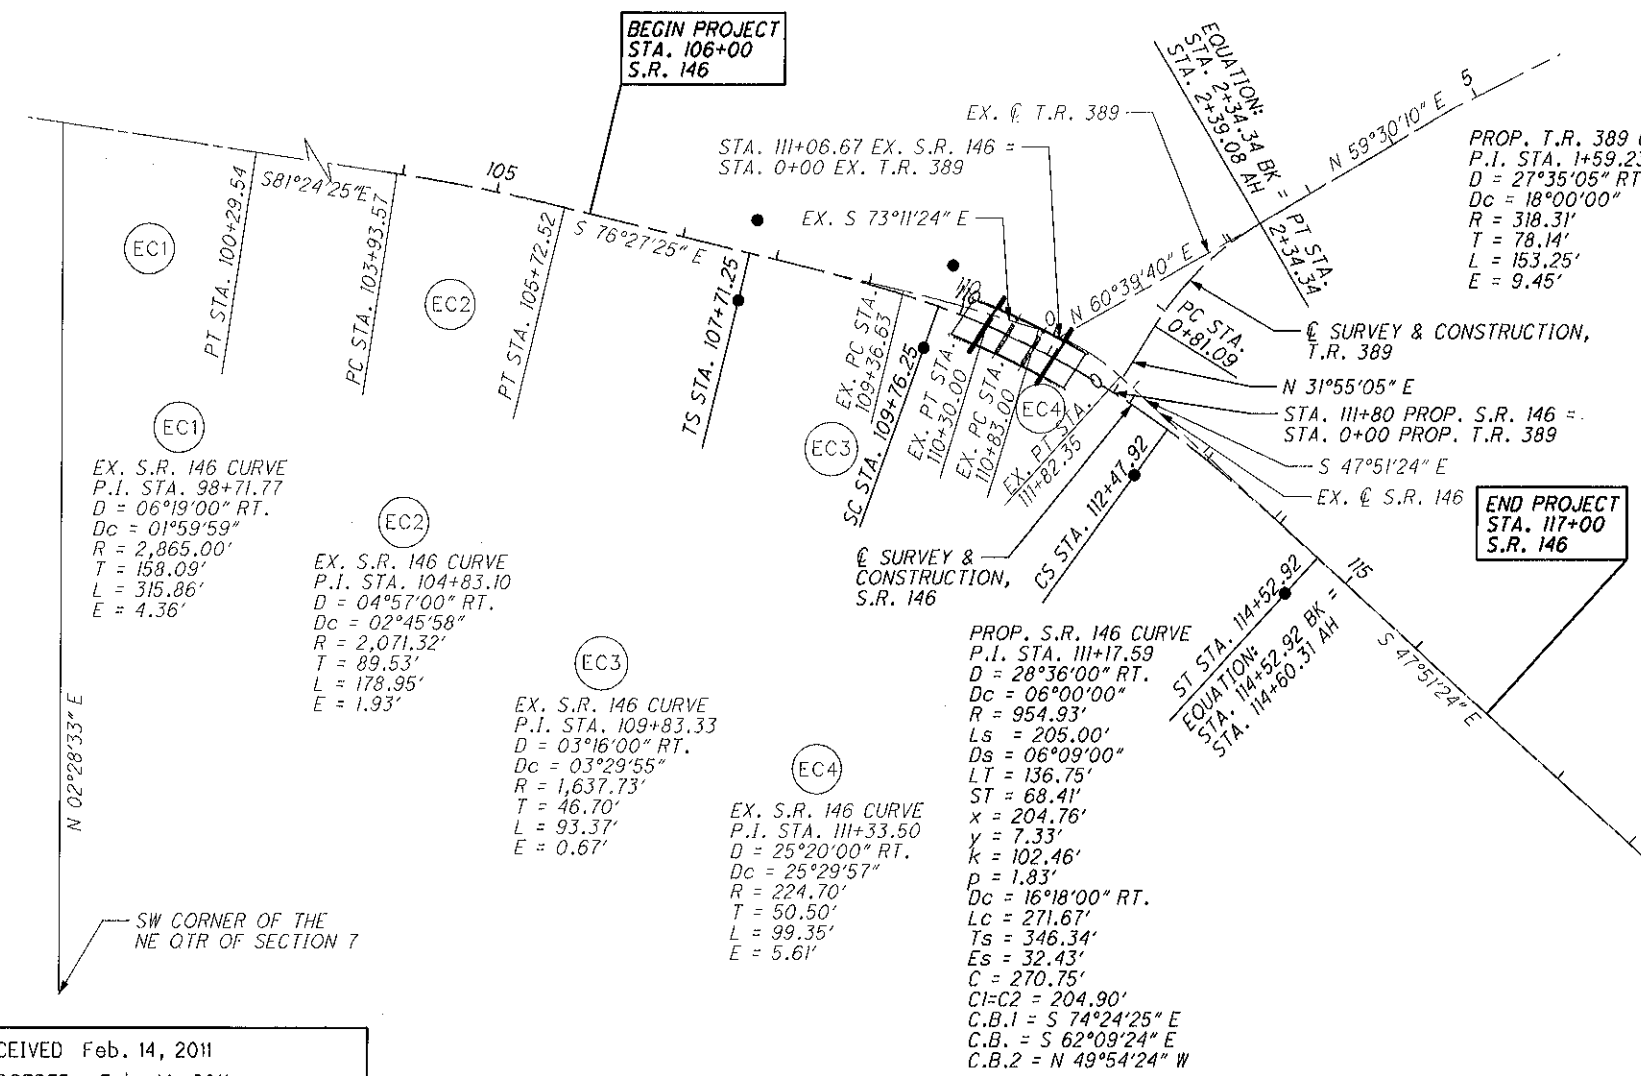 BEGIN PROJECT
STA. 106+00
S.R. 146
EQUATION:
STA. 2+34.34 BK =
STA. 2+39.08 AH
PT STA.
2+34.34
5
N 59°30'10" E
EX. ℄ T.R. 389
STA. 111+06.67 EX. S.R. 146 =
STA. 0+00 EX. T.R. 389
EX. S 73°11'24" E
PROP. T.R. 389
P.I. STA. 1+59.23
D = 27°35'05" RT
Dc = 18°00'00"
R = 318.31'
T = 78.14'
L = 153.25'
E = 9.45'
105
S81°24'25"E
S 76°27'25" E
EC1
PT STA. 100+29.54
PC STA. 103+93.57
EC2
PT STA. 105+72.52
TS STA. 107+71.25
110
0
N 60°39'40" E
EX. PC STA.
109+36.63
EC3
SC STA. 109+76.25
EX. PT STA.
110+30.00
EX. PC STA.
110+83.00
EC4
EX. PT STA.
111+82.35
PC STA.
0+81.09
℄ SURVEY & CONSTRUCTION,
T.R. 389
N 31°55'05" E
STA. 111+80 PROP. S.R. 146 =
STA. 0+00 PROP. T.R. 389
S 47°51'24" E
EX. ℄ S.R. 146
END PROJECT
STA. 117+00
S.R. 146
CS STA. 112+47.92
℄ SURVEY &
CONSTRUCTION,
S.R. 146
115
ST STA. 114+52.92
EQUATION:
STA. 114+52.92 BK =
STA. 114+60.31 AH
S 47°51'24" E
EC1
EX. S.R. 146 CURVE
P.I. STA. 98+71.77
D = 06°19'00" RT.
Dc = 01°59'59"
R = 2,865.00'
T = 158.09'
L = 315.86'
E = 4.36'
EC2
EX. S.R. 146 CURVE
P.I. STA. 104+83.10
D = 04°57'00" RT.
Dc = 02°45'58"
R = 2,071.32'
T = 89.53'
L = 178.95'
E = 1.93'
EC3
EX. S.R. 146 CURVE
P.I. STA. 109+83.33
D = 03°16'00" RT.
Dc = 03°29'55"
R = 1,637.73'
T = 46.70'
L = 93.37'
E = 0.67'
EC4
EX. S.R. 146 CURVE
P.I. STA. 111+33.50
D = 25°20'00" RT.
Dc = 25°29'57"
R = 224.70'
T = 50.50'
L = 99.35'
E = 5.61'
PROP. S.R. 146 CURVE
P.I. STA. 111+17.59
D = 28°36'00" RT.
Dc = 06°00'00"
R = 954.93'
Ls = 205.00'
Ds = 06°09'00"
LT = 136.75'
ST = 68.41'
x = 204.76'
y = 7.33'
k = 102.46'
p = 1.83'
Dc = 16°18'00" RT.
Lc = 271.67'
Ts = 346.34'
Es = 32.43'
C = 270.75'
C1=C2 = 204.90'
C.B.1 = S 74°24'25" E
C.B. = S 62°09'24" E
C.B.2 = N 49°54'24" W
N 02°28'33" E
SW CORNER OF THE
NE QTR OF SECTION 7
CEIVED Feb. 14, 2011